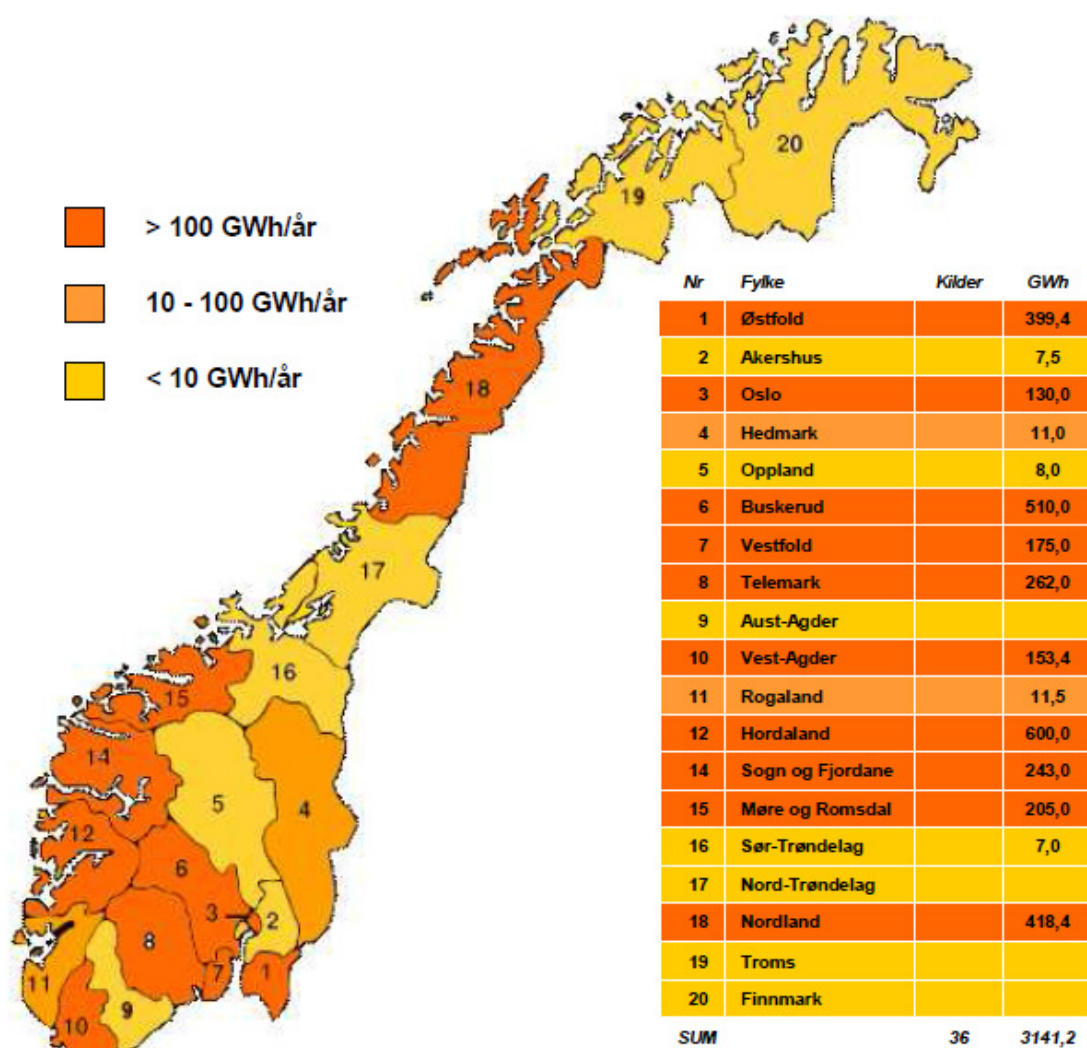 > 100 GWh/år
10 - 100 GWh/år
< 10 GWh/år
20
19
18
17
16
15
14
5
4
12
6
3
2
8
11
7
1
10
9
Nr Fylke Kilder GWh
1 Østfold 399,4
2 Akershus 7,5
3 Oslo 130,0
4 Hedmark 11,0
5 Oppland 8,0
6 Buskerud 510,0
7 Vestfold 175,0
8 Telemark 262,0
9 Aust-Agder
10 Vest-Agder 153,4
11 Rogaland 11,5
12 Hordaland 600,0
14 Sogn og Fjordane 243,0
15 Møre og Romsdal 205,0
16 Sør-Trøndelag 7,0
17 Nord-Trøndelag
18 Nordland 418,4
19 Troms
20 Finnmark
SUM 36 3141,2